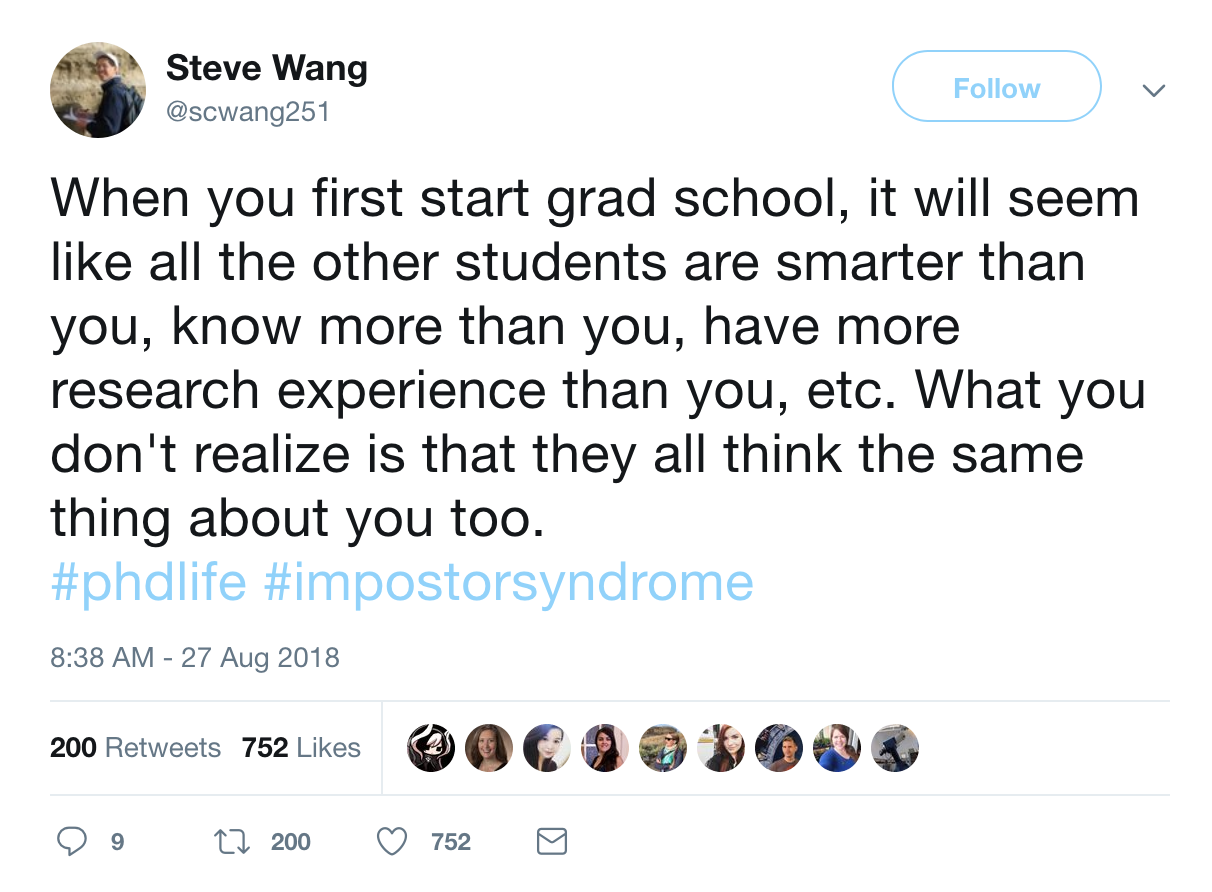 Steve Wang
@scwang251
Follow
When you first start grad school, it will seem
like all the other students are smarter than
you, know more than you, have more
research experience than you, etc. What you
don't realize is that they all think the same
thing about you too.
#phdlife #impostorsyndrome
8:38 AM - 27 Aug 2018
200 Retweets 752 Likes
9 200 752